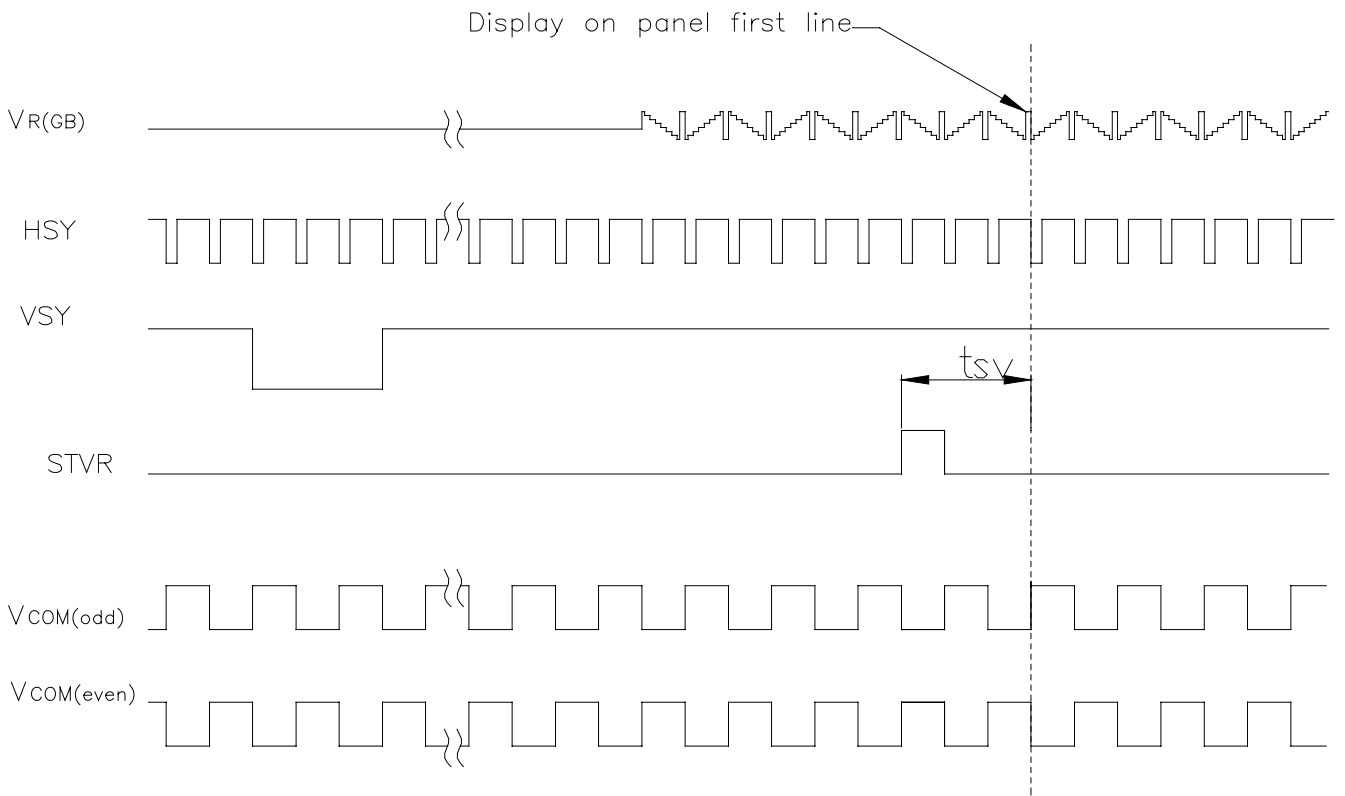 Display on panel first line
VR(GB)
HSY
VSY
tsv
STVR
VCOM(odd)
VCOM(even)